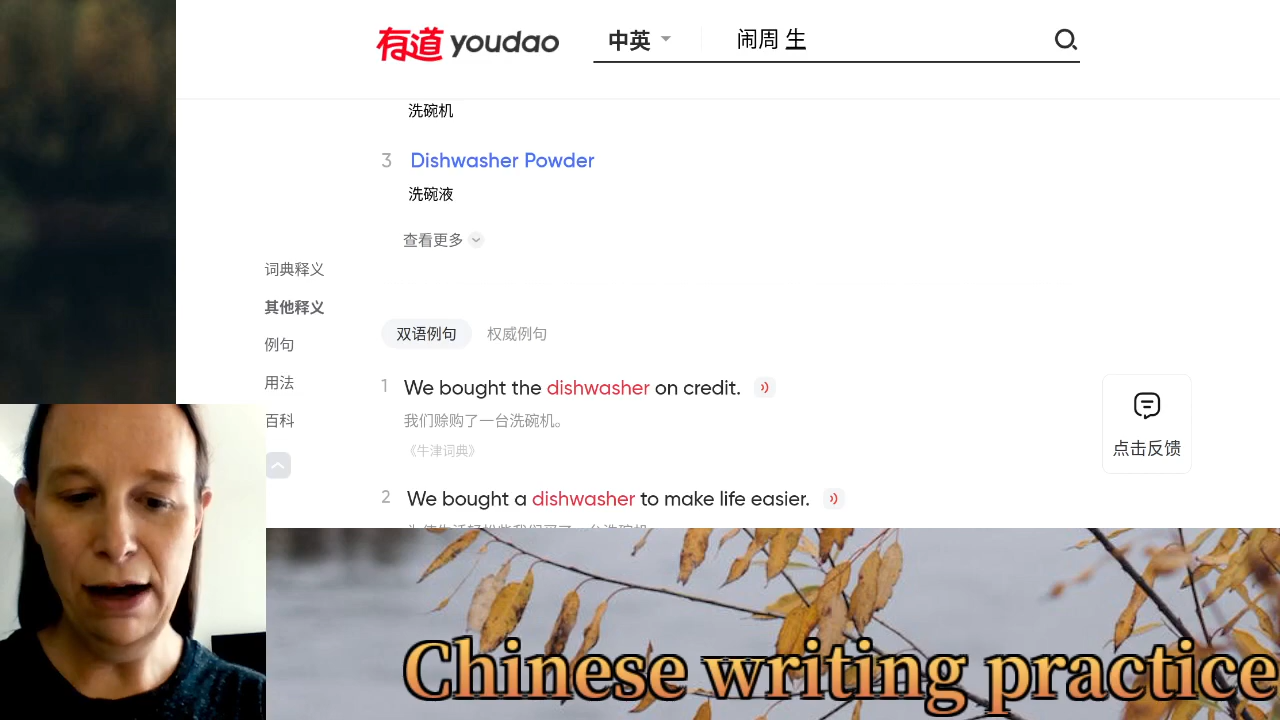 有道 youdao 中英 闹周 生
洗碗机
3 Dishwasher Powder
洗碗液
查看更多
词典释义
其他释义
例句
用法
百科
双语例句 权威例句
1 We bought the dishwasher on credit.
我们赊购了一台洗碗机。
《牛津词典》
2 We bought a dishwasher to make life easier.
点击反馈
Chinese writing practice